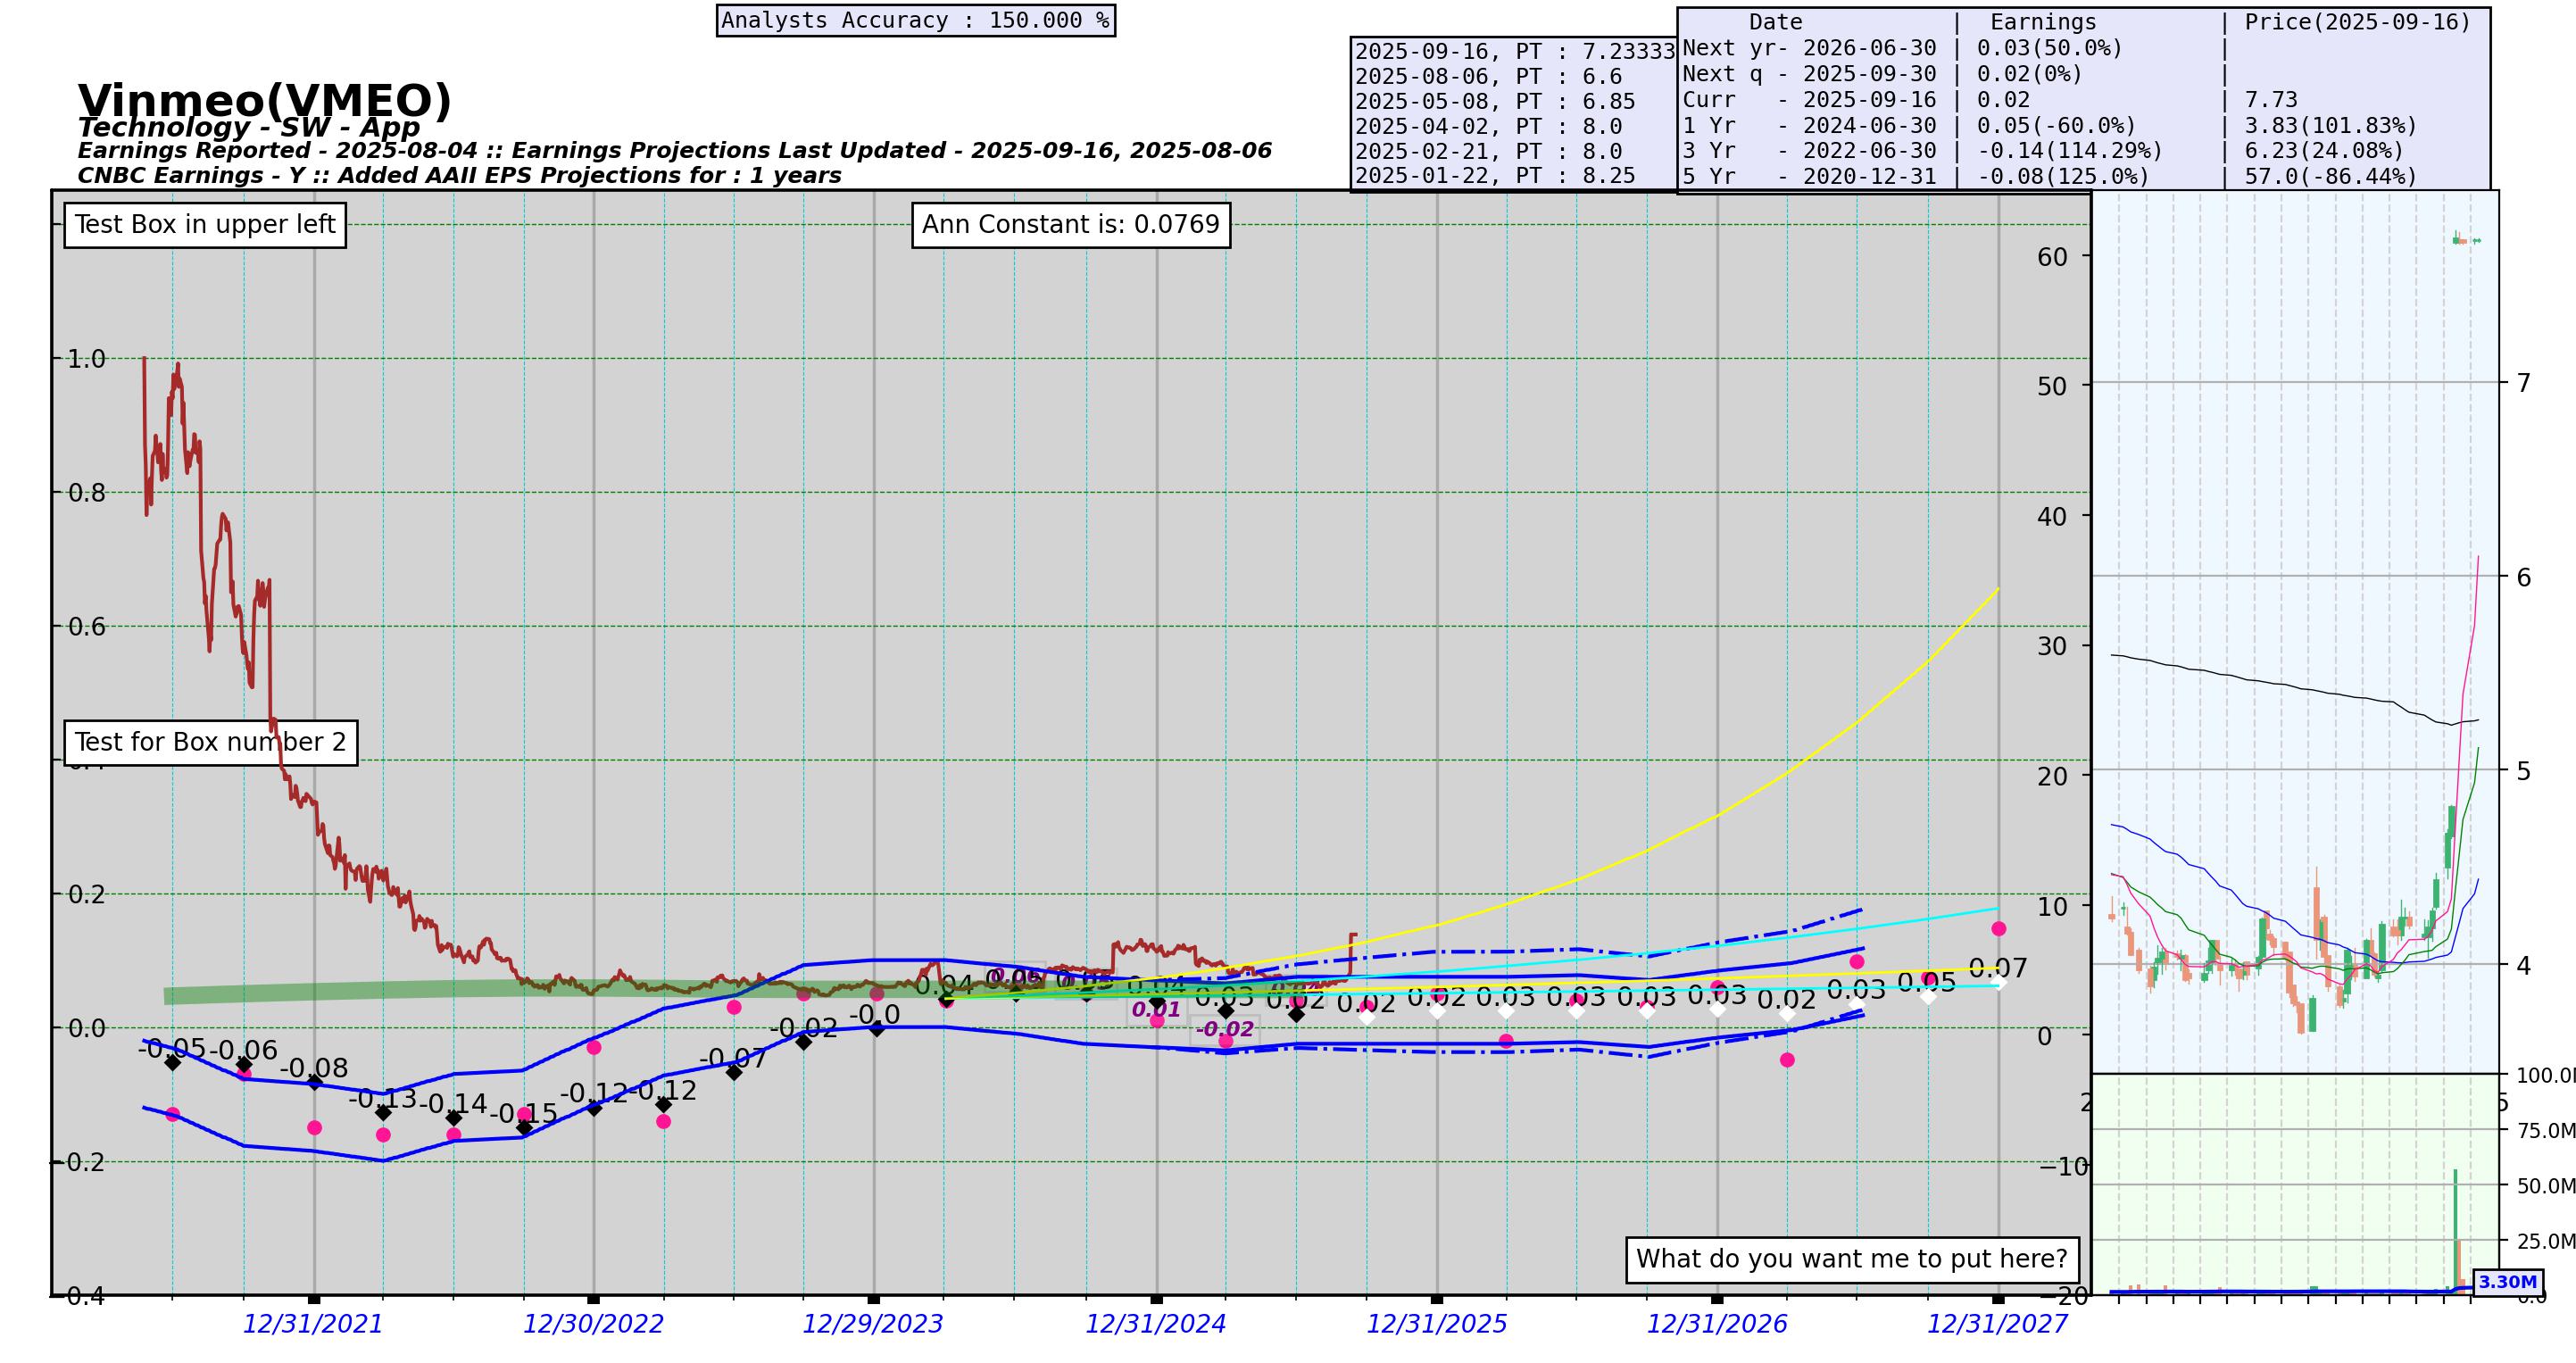 Analysts Accuracy : 150.000 %
Date | Earnings | Price(2025-09-16)
Next yr- 2026-06-30 | 0.03(50.0%) |
Next q - 2025-09-30 | 0.02(0%) |
Curr - 2025-09-16 | 0.02 | 7.73
1 Yr - 2024-06-30 | 0.05(-60.0%) | 3.83(101.83%)
3 Yr - 2022-06-30 | -0.14(114.29%) | 6.23(24.08%)
5 Yr - 2020-12-31 | -0.08(125.0%) | 57.0(-86.44%)
2025-09-16, PT : 7.23333
2025-08-06, PT : 6.6
2025-05-08, PT : 6.85
2025-04-02, PT : 8.0
2025-02-21, PT : 8.0
2025-01-22, PT : 8.25
Vinmeo(VMEO)
Technology - SW - App
Earnings Reported - 2025-08-04 :: Earnings Projections Last Updated - 2025-09-16, 2025-08-06
CNBC Earnings - Y :: Added AAII EPS Projections for : 1 years
Test Box in upper left
Ann Constant is: 0.0769
1.0
0.8
0.6
Test for Box number 2
0.2
0.0
-0.2
-0.4
60
50
40
30
20
10
0
−10
−20
7
6
5
4
-0.05
-0.06
-0.08
-0.13
-0.14
-0.15
-0.12
-0.12
-0.07
-0.02
-0.0
0.04
0.05
0.04
0.01
0.03
-0.02
0.02
0.02
0.02
0.03
0.03
0.03
0.03
0.02
0.03
0.05
0.07
75.0M
50.0M
25.0M
3.30M
What do you want me to put here?
12/31/2021
12/30/2022
12/29/2023
12/31/2024
12/31/2025
12/31/2026
12/31/2027